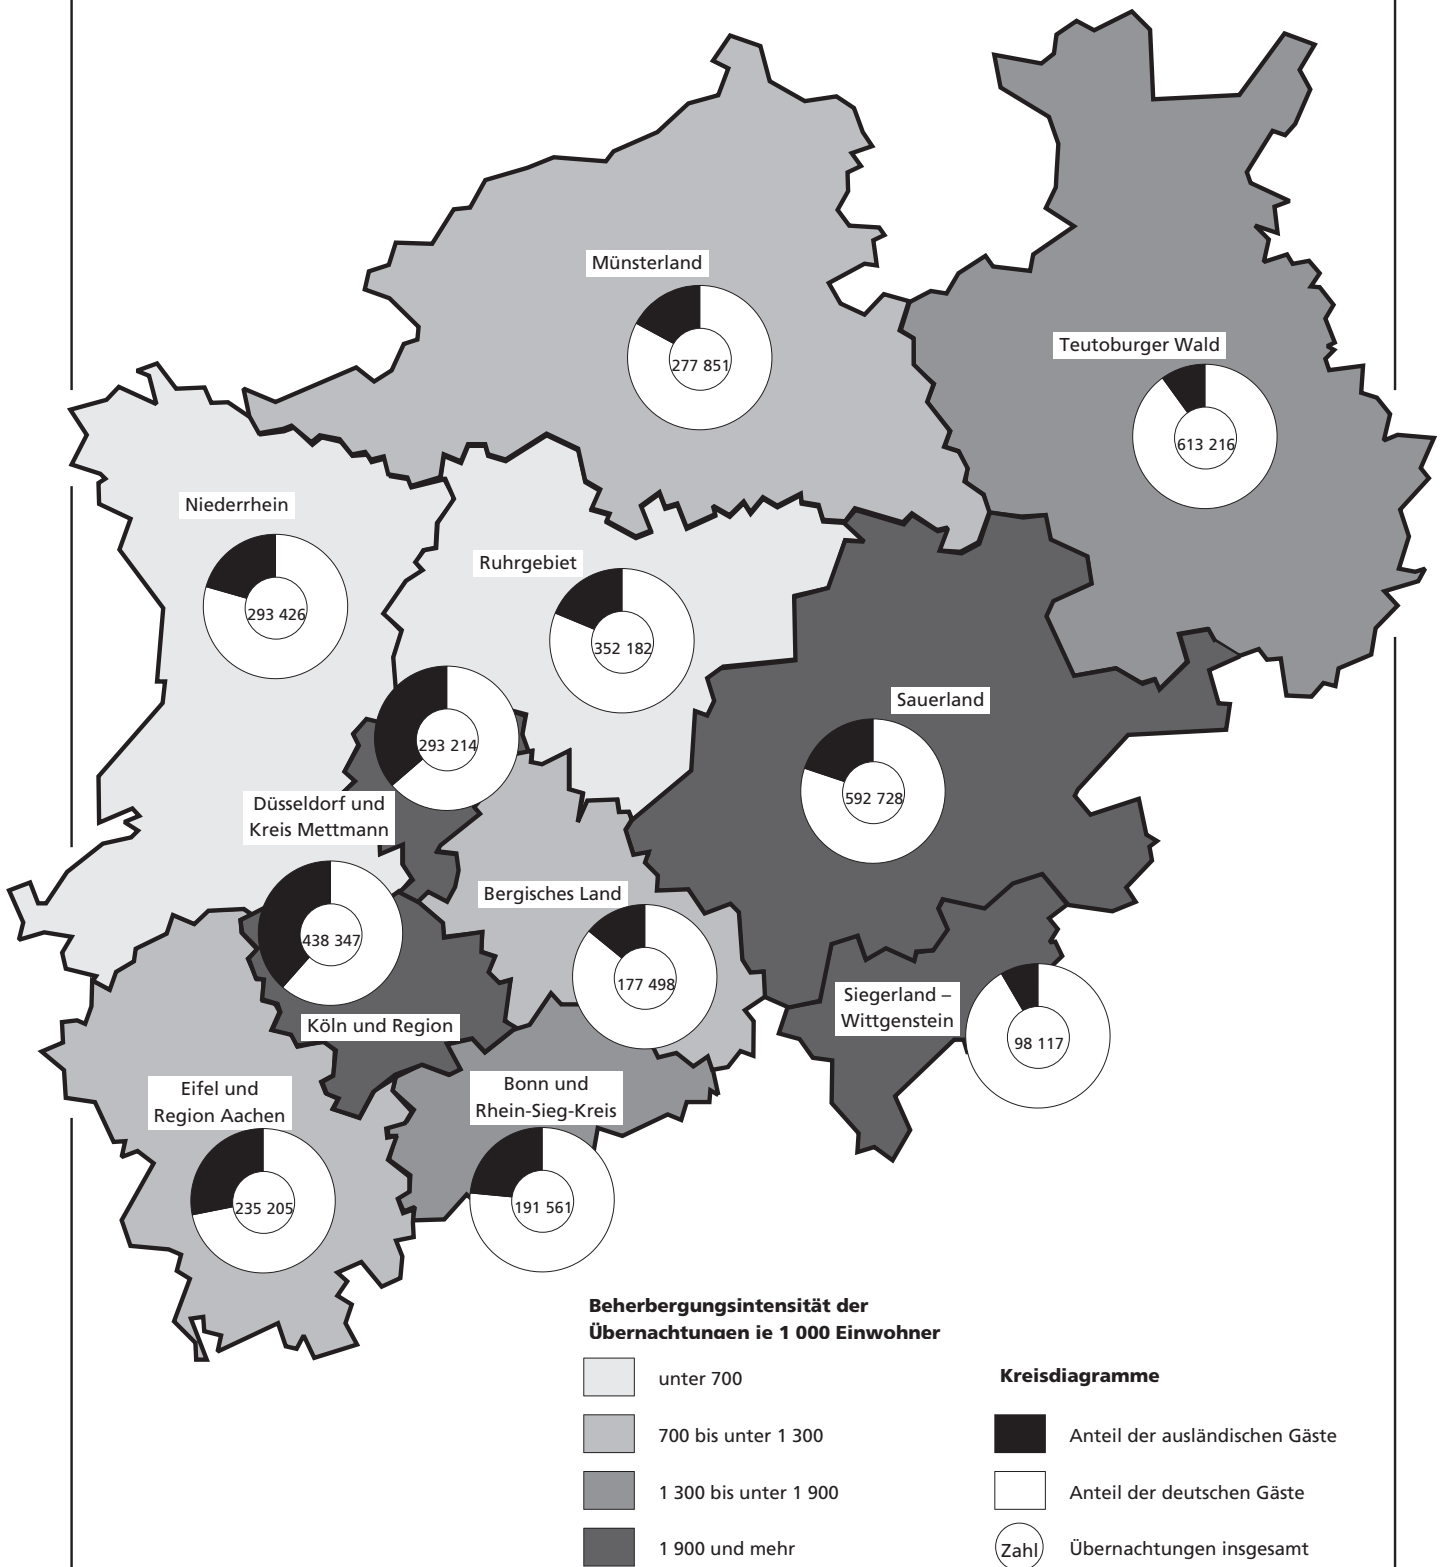 Münsterland
277 851
Teutoburger Wald
613 216
Niederrhein
293 426
Ruhrgebiet
352 182
Sauerland
592 728
293 214
Düsseldorf und
Kreis Mettmann
Bergisches Land
177 498
438 347
Köln und Region
Siegerland –
Wittgenstein
98 117
Eifel und
Region Aachen
235 205
Bonn und
Rhein-Sieg-Kreis
191 561
Beherbergungsintensität der
Übernachtungen je 1 000 Einwohner
unter 700
700 bis unter 1 300
1 300 bis unter 1 900
1 900 und mehr
Kreisdiagramme
Anteil der ausländischen Gäste
Anteil der deutschen Gäste
Zahl
Übernachtungen insgesamt